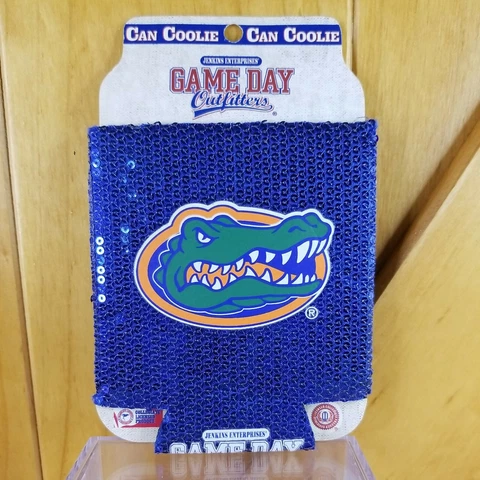 CAN COOLIE CAN COOLIE
JENKINS ENTERPRISES®
GAME DAY
Outfitters®
®
JENKINS ENTERPRISES®
GAME DAY